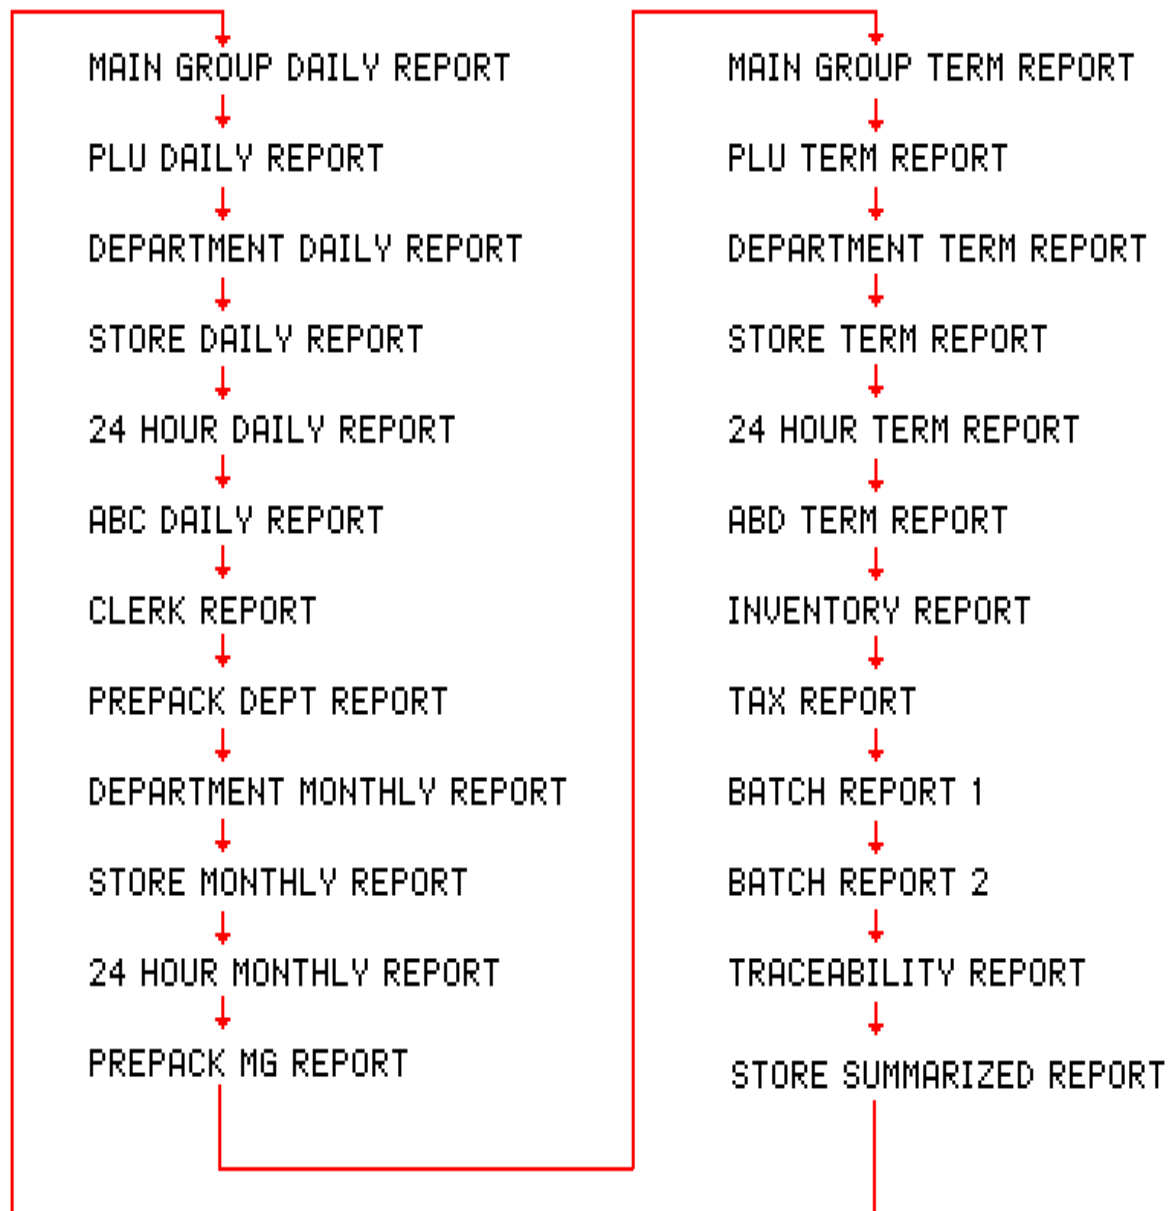 MAIN GROUP DAILY REPORT
PLU DAILY REPORT
DEPARTMENT DAILY REPORT
STORE DAILY REPORT
24 HOUR DAILY REPORT
ABC DAILY REPORT
CLERK REPORT
PREPACK DEPT REPORT
DEPARTMENT MONTHLY REPORT
STORE MONTHLY REPORT
24 HOUR MONTHLY REPORT
PREPACK MG REPORT
MAIN GROUP TERM REPORT
PLU TERM REPORT
DEPARTMENT TERM REPORT
STORE TERM REPORT
24 HOUR TERM REPORT
ABD TERM REPORT
INVENTORY REPORT
TAX REPORT
BATCH REPORT 1
BATCH REPORT 2
TRACEABILITY REPORT
STORE SUMMARIZED REPORT